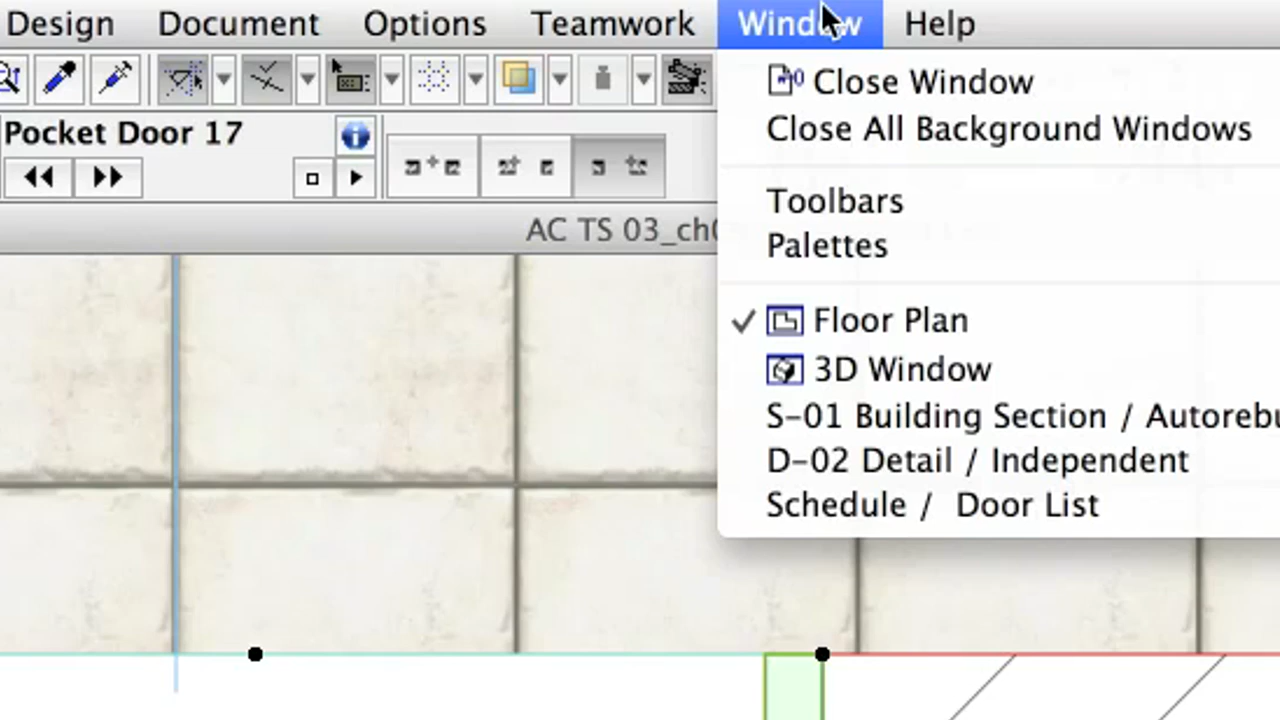 Design Document Options Teamwork Window Help
Close Window
Close All Background Windows
Pocket Door 17
Toolbars
AC TS 03_ch
Palettes
Floor Plan
3D Window
S-01 Building Section / Autorebu
D-02 Detail / Independent
Schedule / Door List